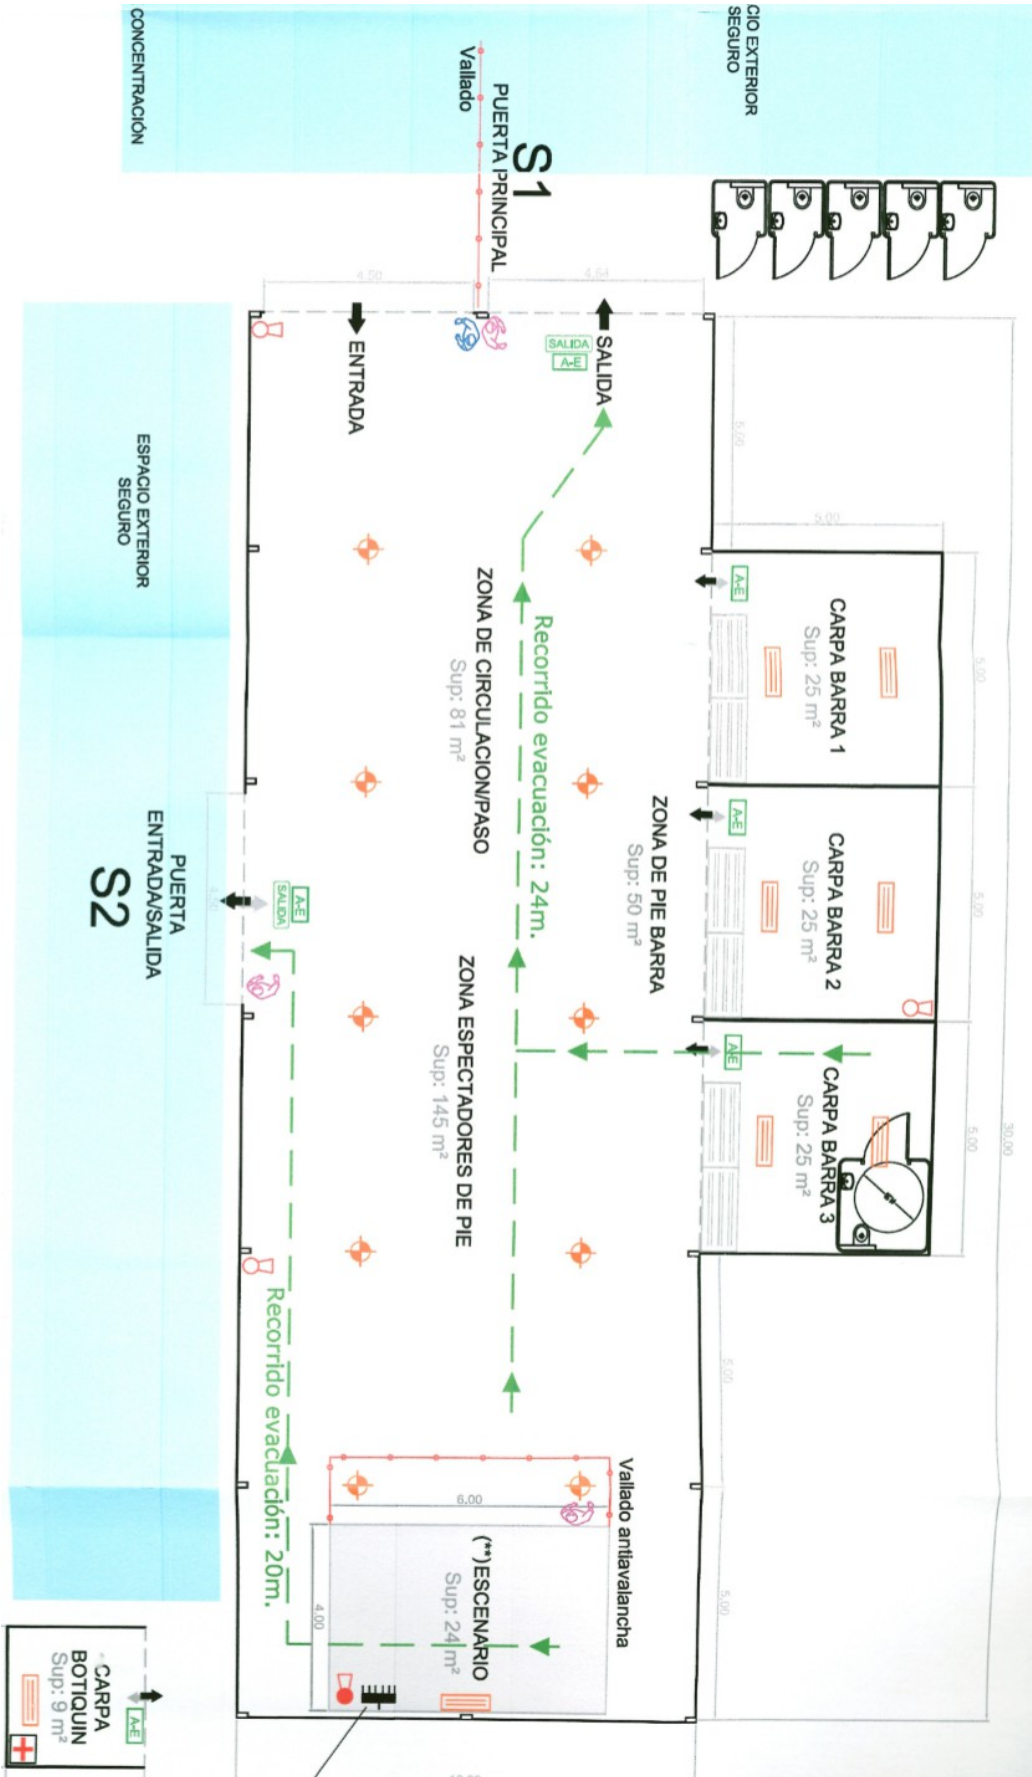 CONCENTRACIÓN
Vallado
PUERTA PRINCIPAL
S1
CIO EXTERIOR
SEGURO
4.50
4.64
ENTRADA
SALIDA
A-E
SALIDA
5.00
30.00
ESPACIO EXTERIOR
SEGURO
ZONA DE CIRCULACION/PASO
Sup: 81 m²
Recorrido evacuación: 24m.
5.00
A-E
CARPA BARRA 1
Sup: 25 m²
5.00
ZONA DE PIE BARRA
Sup: 50 m²
A-E
CARPA BARRA 2
Sup: 25 m²
5.00
PUERTA
ENTRADA/SALIDA
S2
4.50
A-E
SALIDA
ZONA ESPECTADORES DE PIE
Sup: 145 m²
A-E
CARPA BARRA 3
Sup: 25 m²
5.00
Recorrido evacuación: 20m.
5.00
Vallado antiavalancha
6.00
(**)ESCENARIO
Sup: 24 m²
4.00
5.00
CARPA
BOTIQUIN
Sup: 9 m²
A-E